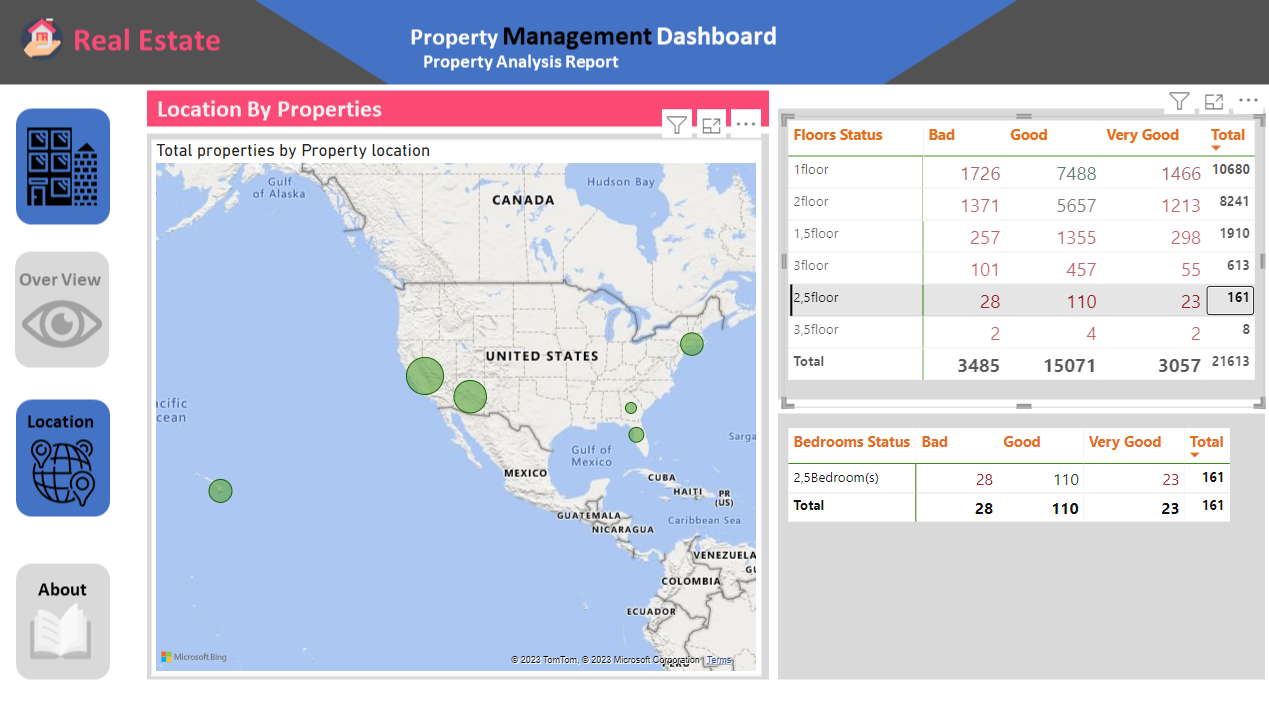 Real Estate
Property Management Dashboard
Property Analysis Report
Over View
Location
About
Location By Properties
Total properties by Property location
Gulf
of Alaska
Hudson Bay
CANADA
UNITED STATES
acific
cean
Sarga
Gulf of
Mexico
MEXICO
CUBA
HAITI
PR
(US)
GUATEMALA
NICARAGUA
Caribbean Sea
VENEZUELA
GU
COLOMBIA
ECUADOR
PERU
Microsoft Bing
© 2023 TomTom, © 2023 Microsoft Corporation Terms
Floors Status Bad Good Very Good Total
1floor 1726 7488 1466 10680
2floor 1371 5657 1213 8241
1,5floor 257 1355 298 1910
3floor 101 457 55 613
2,5floor 28 110 23 161
3,5floor 2 4 2 8
Total 3485 15071 3057 21613
Bedrooms Status Bad Good Very Good Total
2,5Bedroom(s) 28 110 23 161
Total 28 110 23 161